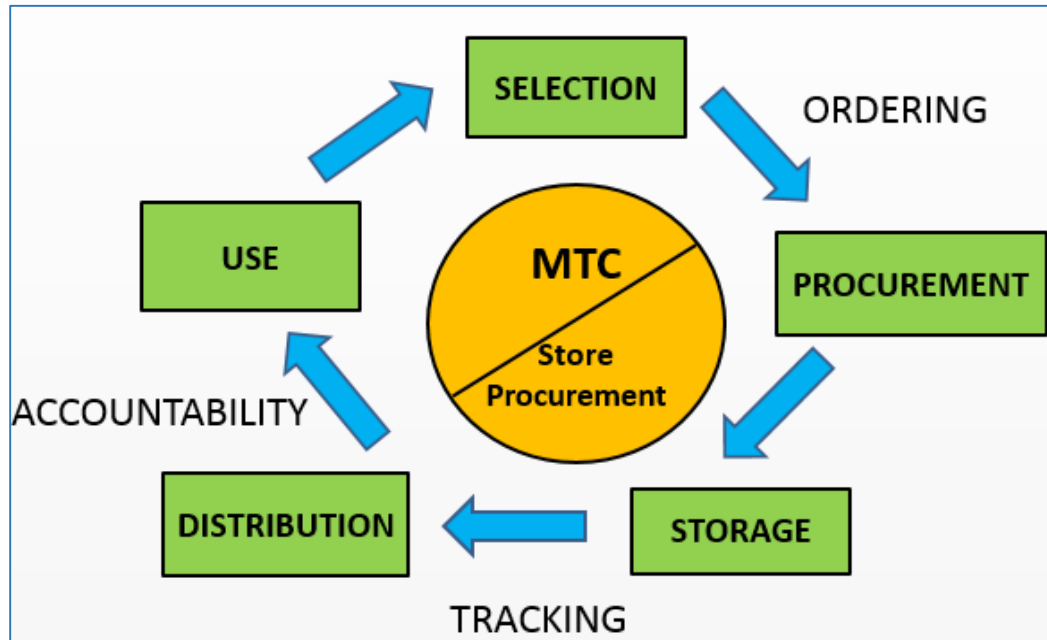 SELECTION
ORDERING
USE
MTC
PROCUREMENT
Store
Procurement
ACCOUNTABILITY
DISTRIBUTION
STORAGE
TRACKING